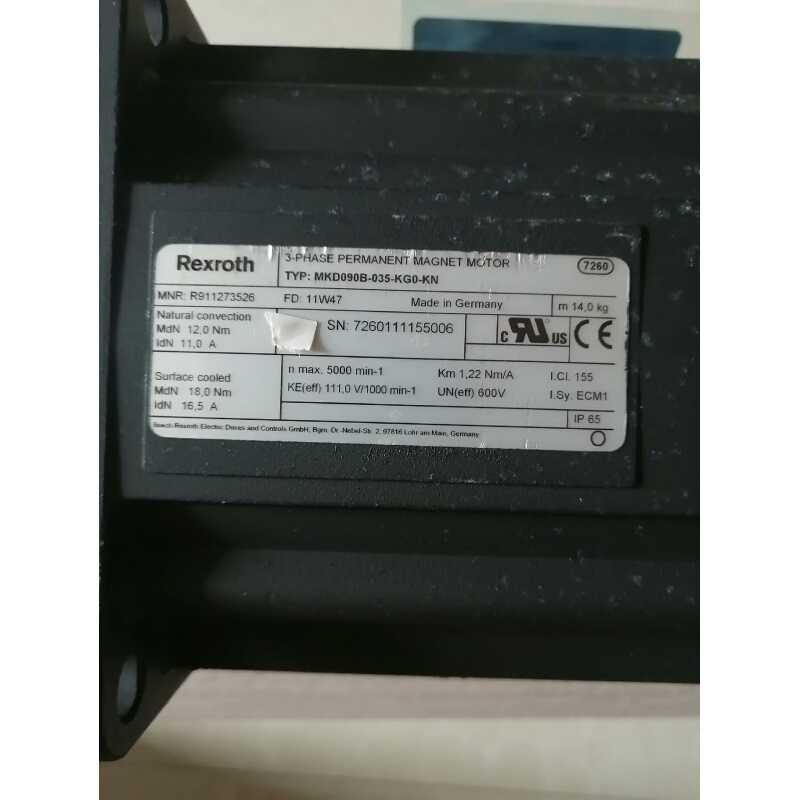 Rexroth
3-PHASE PERMANENT MAGNET MOTOR
7260
TYP: MKD090B-035-KG0-KN
MNR: R911273526
FD: 11W47
Made in Germany
m 14,0 kg
Natural convection
MdN 12,0 Nm
IdN 11,0 A
SN: 7260111155006
c RU US CE
Surface cooled
MdN 18,0 Nm
IdN 16,5 A
n max. 5000 min-1
Km 1,22 Nm/A
I.Cl. 155
KE(eff) 111,0 V/1000 min-1
UN(eff) 600V
I.Sy. ECM1
IP 65
Bosch Rexroth Electric Drives and Controls GmbH, Bgm.-Dr.-Nebel-Str. 2, 97816 Lohr am Main, Germany